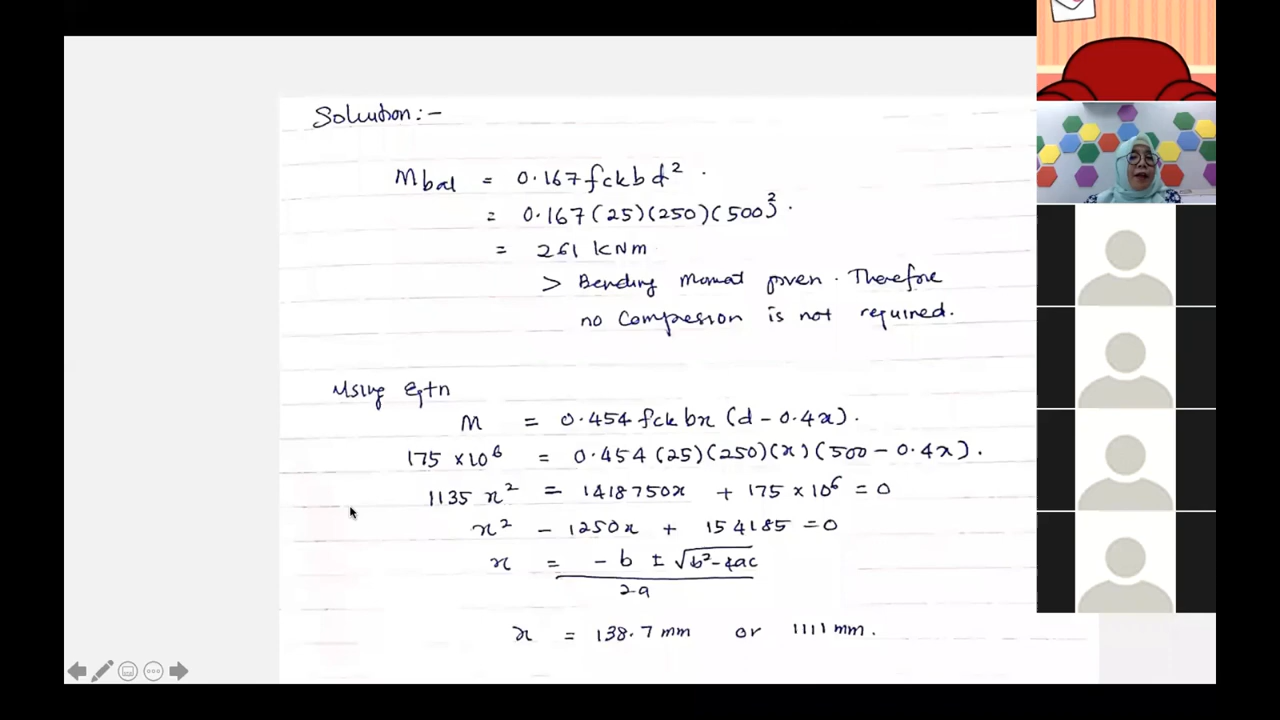 Solution:-
Mbal = 0.167 fck b d² .
= 0.167 (25)(250)(500)² .
= 261 kNm
> Bending Moment given. Therefore
no Compresion is not required.
Using Eqtn
M = 0.454 fck bx (d - 0.4x).
175 x10⁶ = 0.454 (25)(250)(x)(500 - 0.4x).
1135 x² = 1418750x + 175 x 10⁶ = 0
x² - 1250x + 154185 = 0
x = - b ± √b²-4ac
2a
x = 138.7 mm or 1111 mm.